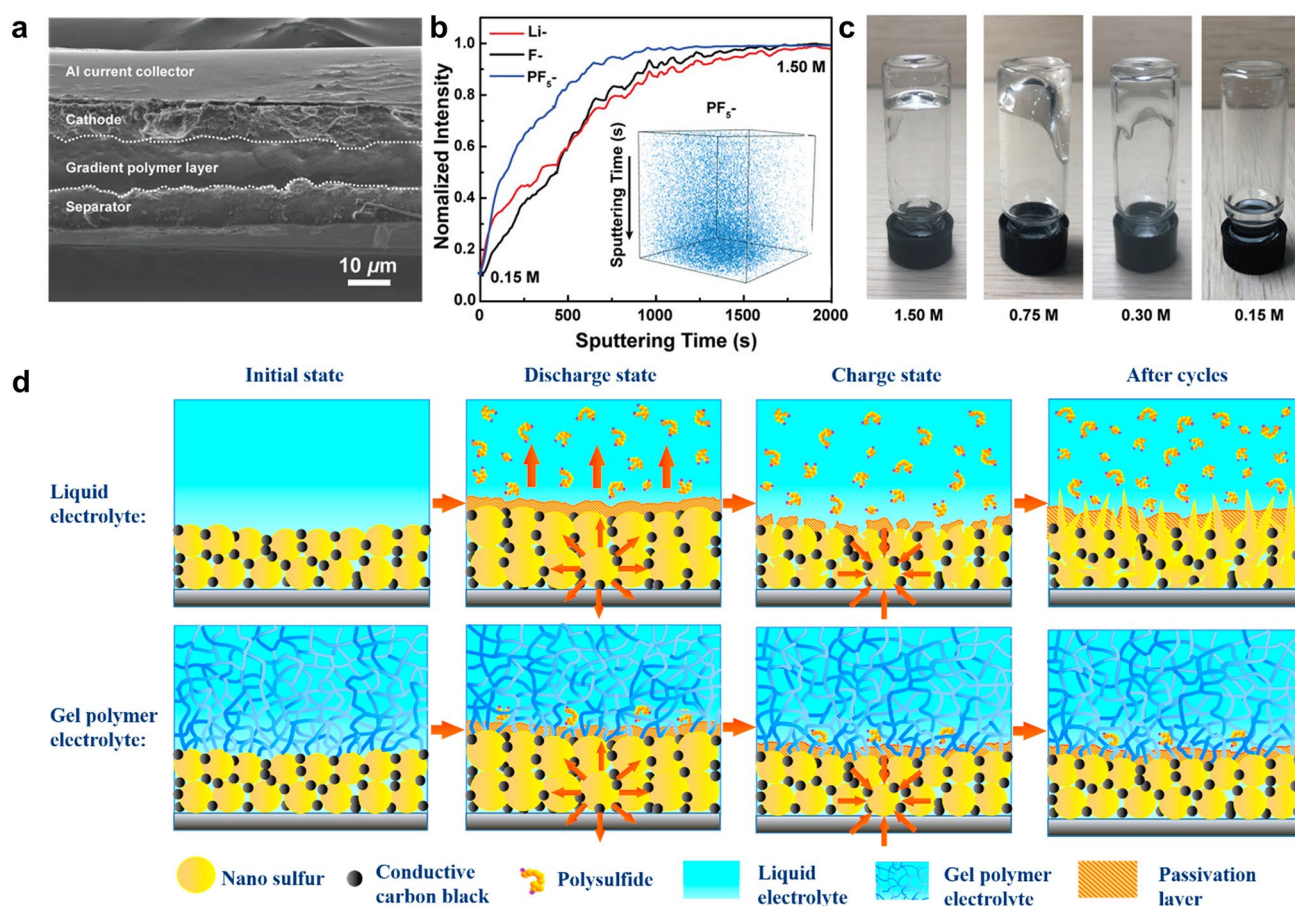 a
Al current collector
Cathode
Gradient polymer layer
Separator
10 µm
b
Normalized Intensity
1.0
0.8
0.6
0.4
0.2
0.0
Li-
F-
PF₅-
1.50 M
0.15 M
PF₅-
Sputtering Time (s)
0
500
1000
1500
2000
Sputtering Time (s)
c
1.50 M
0.75 M
0.30 M
0.15 M
d
Initial state
Discharge state
Charge state
After cycles
Liquid
electrolyte:
Gel polymer
electrolyte:
Nano sulfur
Conductive
carbon black
Polysulfide
Liquid
electrolyte
Gel polymer
electrolyte
Passivation
layer